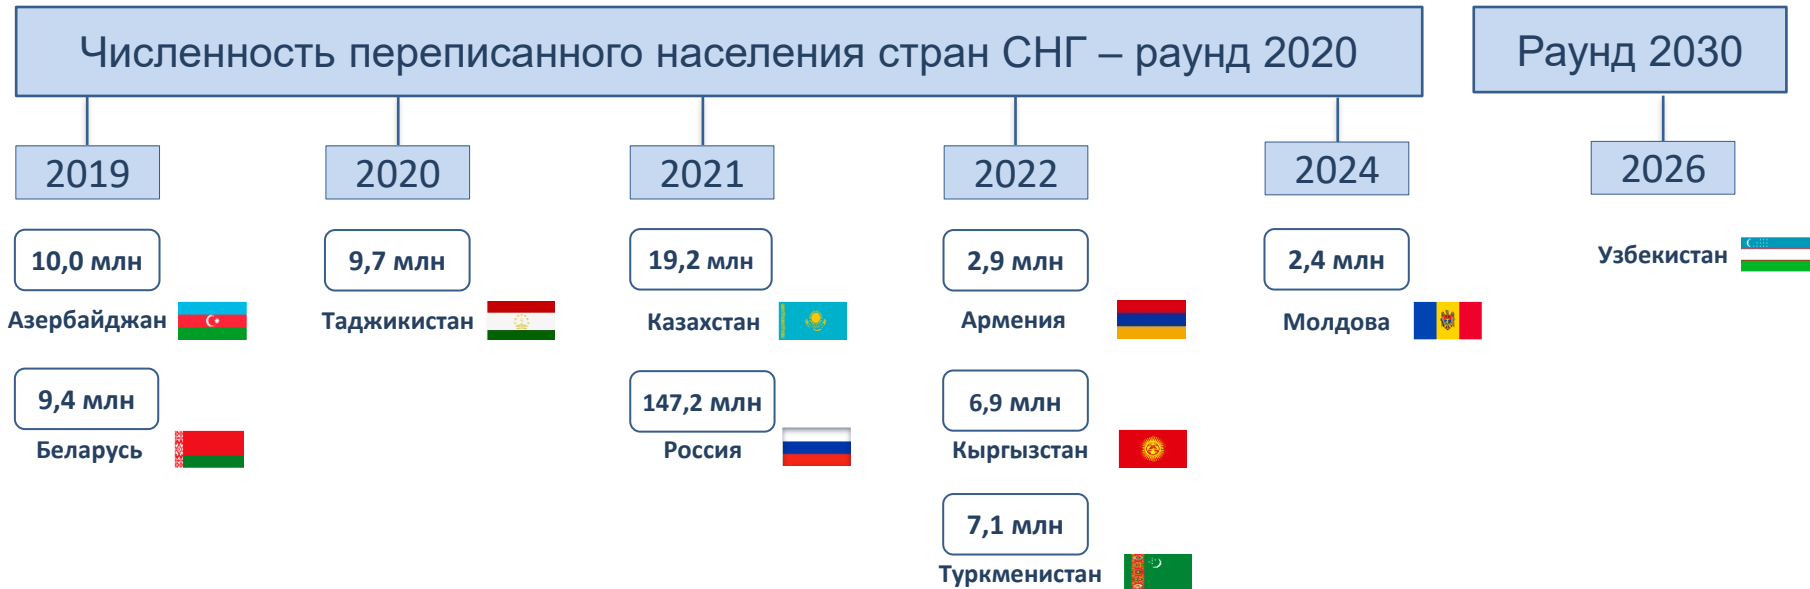 Численность переписанного населения стран СНГ – раунд 2020
Раунд 2030
2019
2020
2021
2022
2024
2026
10,0 млн
Азербайджан
9,4 млн
Беларусь
9,7 млн
Таджикистан
19,2 млн
Казахстан
147,2 млн
Россия
2,9 млн
Армения
6,9 млн
Кыргызстан
7,1 млн
Туркменистан
2,4 млн
Молдова
Узбекистан